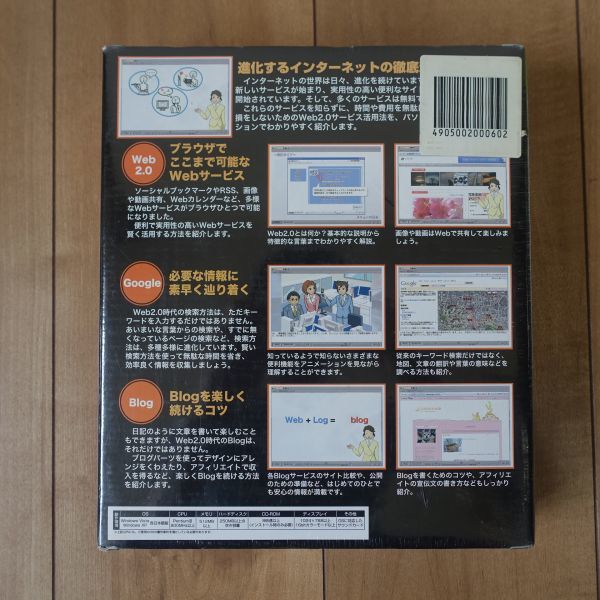 進化するインターネットの徹底
インターネットの世界は日々、進化を続けています
新しいサービスが始まり、実用性の高い便利なサイト
開始されています。そして、多くのサービスは無料で
これらのサービスを知らずに、時間や費用を無駄
損をしないためのWeb2.0サービス活用法を、パソ
ションでわかりやすく紹介します。
4905002000602
Web 2.0
ブラウザで
ここまで可能な
Webサービス
ソーシャルブックマークやRSS、画像
や動画共有、Webカレンダーなど、多様
なWebサービスがブラウザひとつで可能
になりました。
便利で実用性の高いWebサービスを
賢く活用する方法を紹介します。
Web2.0とは何か?基本的な説明から
特徴的な言葉までわかりやすく解説。
画像や動画はWebで共有して楽しみま
しょう。
Google
必要な情報に
素早く辿り着く
Web2.0時代の検索方法は、ただキー
ワードを入力するだけではありません。
あいまいな言葉からの検索や、すでに無
くなっているページの検索など、検索方
法は、多種多様に進化しています。賢い
検索方法を使って無駄な時間を省き、
効率良く情報を収集しましょう。
知っているようで知らないさまざまな
便利機能をアニメーションを見ながら
理解することができます。
Google
従来のキーワード検索だけではなく、
地図、文章の翻訳や言葉の意味などを
調べる方法も紹介。
Blog
Blogを楽しく
続けるコツ
日記のように文章を書いて楽しむこと
もできますが、Web2.0時代のBlogは、
それだけではありません。
ブログパーツを使ってデザインにアレ
ンジをくわえたり、アフィリエイトで収
入を得るなど、楽しくBlogを続ける方法
を紹介します。
Web + Log = blog
各Blogサービスのサイト比較や、公開
のための準備など、はじめてのひとで
も安心の情報が満載です。
Blogを書くためのコツや、アフィリエ
イトの宣伝文の書き方などもしっかり
紹介。
OS CPU メモリ ハードディスク CD-ROM ディスプレイ その他
Windows Vista
Windows XP 各日本語版